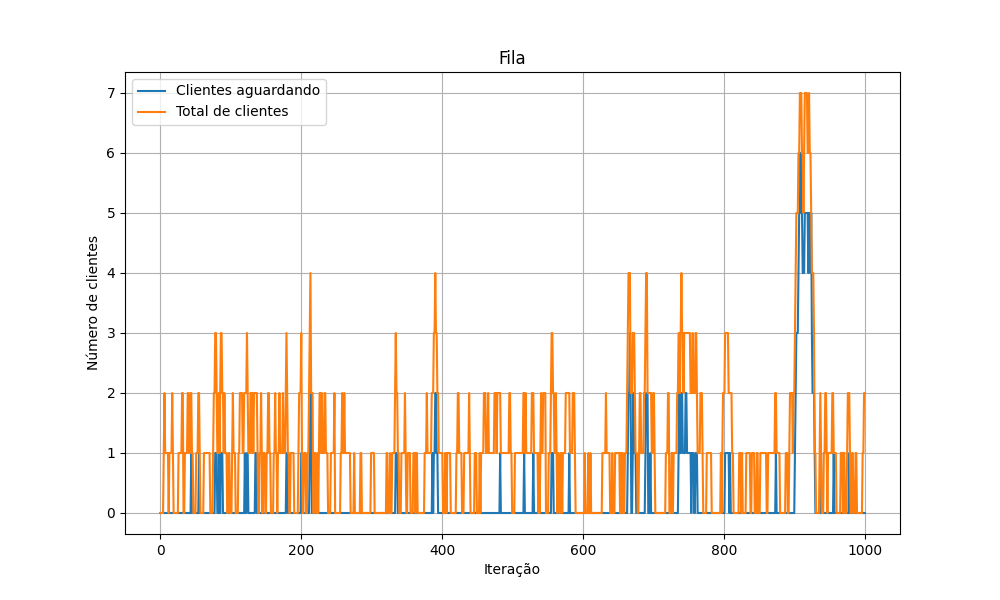 Fila
Clientes aguardando
Total de clientes
Número de clientes
7
6
5
4
3
2
1
0
0 200 400 600 800 1000
Iteração